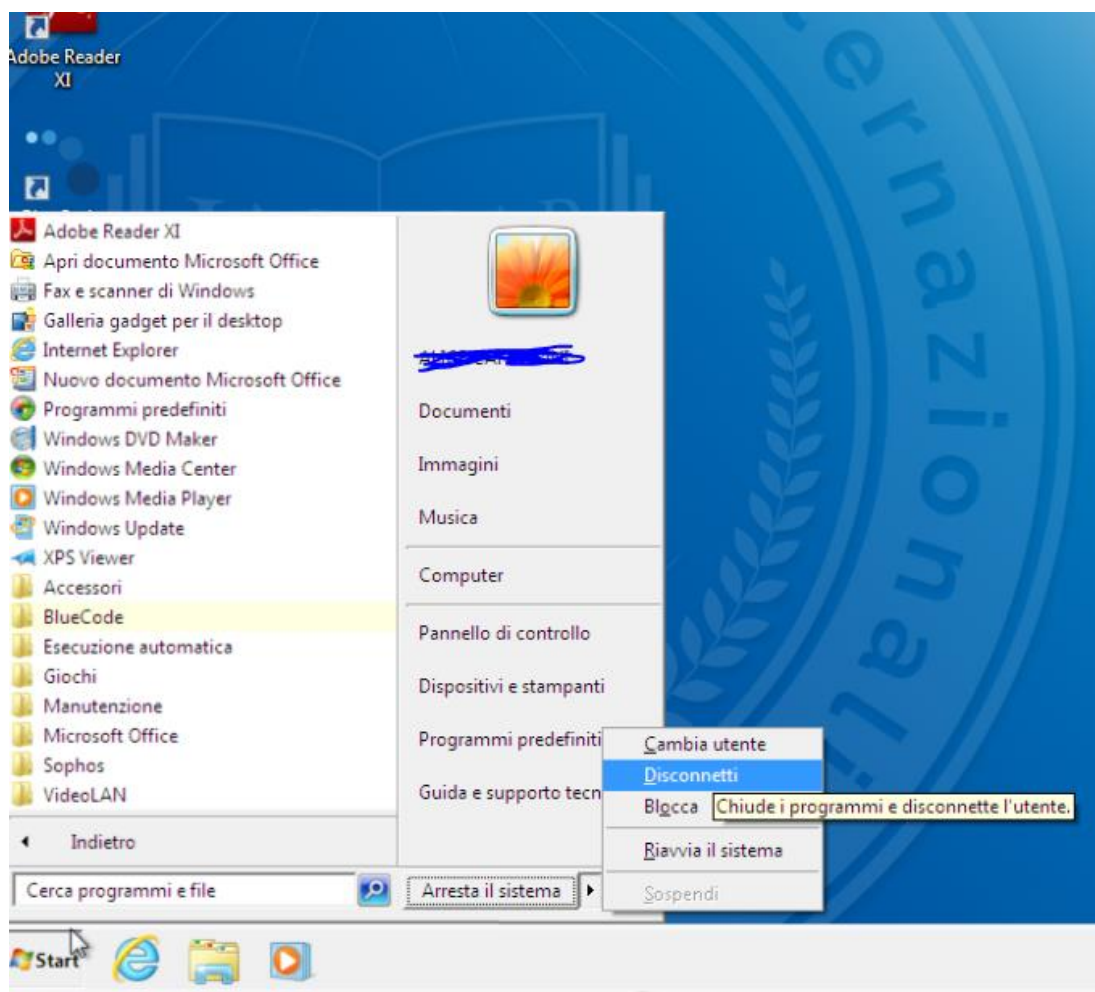 Adobe Reader
XI
ernazionali
Adobe Reader XI
Apri documento Microsoft Office
Fax e scanner di Windows
Galleria gadget per il desktop
Internet Explorer
Nuovo documento Microsoft Office
Programmi predefiniti
Windows DVD Maker
Windows Media Center
Windows Media Player
Windows Update
XPS Viewer
Accessori
BlueCode
Esecuzione automatica
Giochi
Manutenzione
Microsoft Office
Sophos
VideoLAN
Indietro
Cerca programmi e file
Documenti
Immagini
Musica
Computer
Pannello di controllo
Dispositivi e stampanti
Programmi predefiniti
Guida e supporto tecn
Arresta il sistema
Cambia utente
Disconnetti
Blocca
Chiude i programmi e disconnette l'utente.
Riavvia il sistema
Sospendi
Start